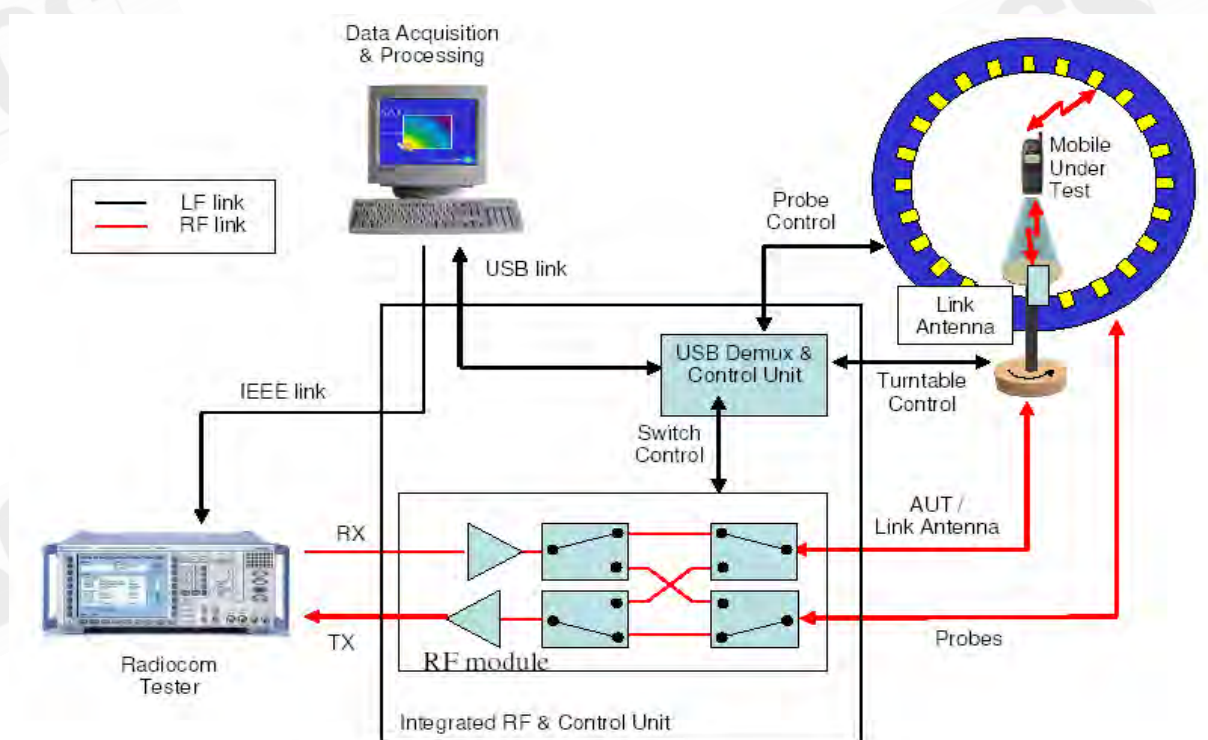 Data Acquisition
& Processing
LF link
RF link
Mobile
Under
Test
Probe
Control
USB link
Link
Antenna
USB Demux &
Control Unit
Turntable
Control
IEEE link
Switch
Control
AUT /
Link Antenna
RX
TX
Probes
RF module
Radiocom
Tester
Integrated RF & Control Unit